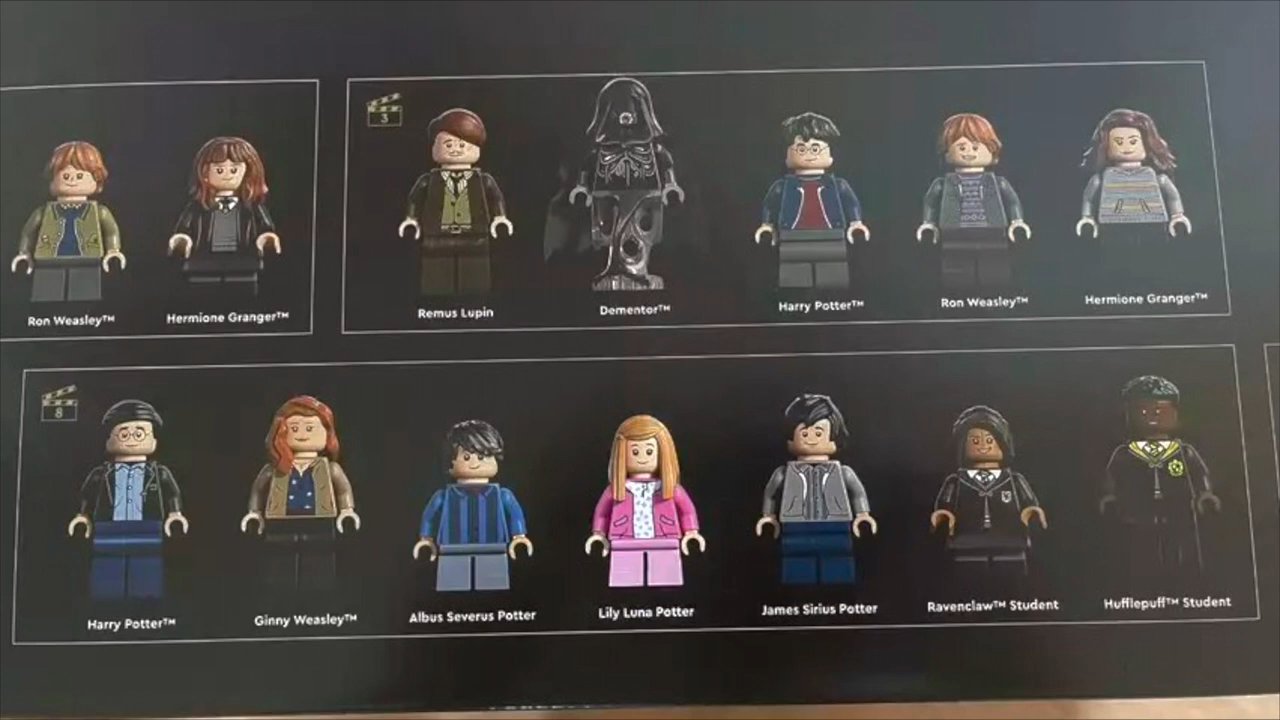 Ron Weasley™
Hermione Granger™
3
Remus Lupin
Dementor™
Harry Potter™
Ron Weasley™
Hermione Granger™
8
Harry Potter™
Ginny Weasley™
Albus Severus Potter
Lily Luna Potter
James Sirius Potter
Ravenclaw™ Student
Hufflepuff™ Student